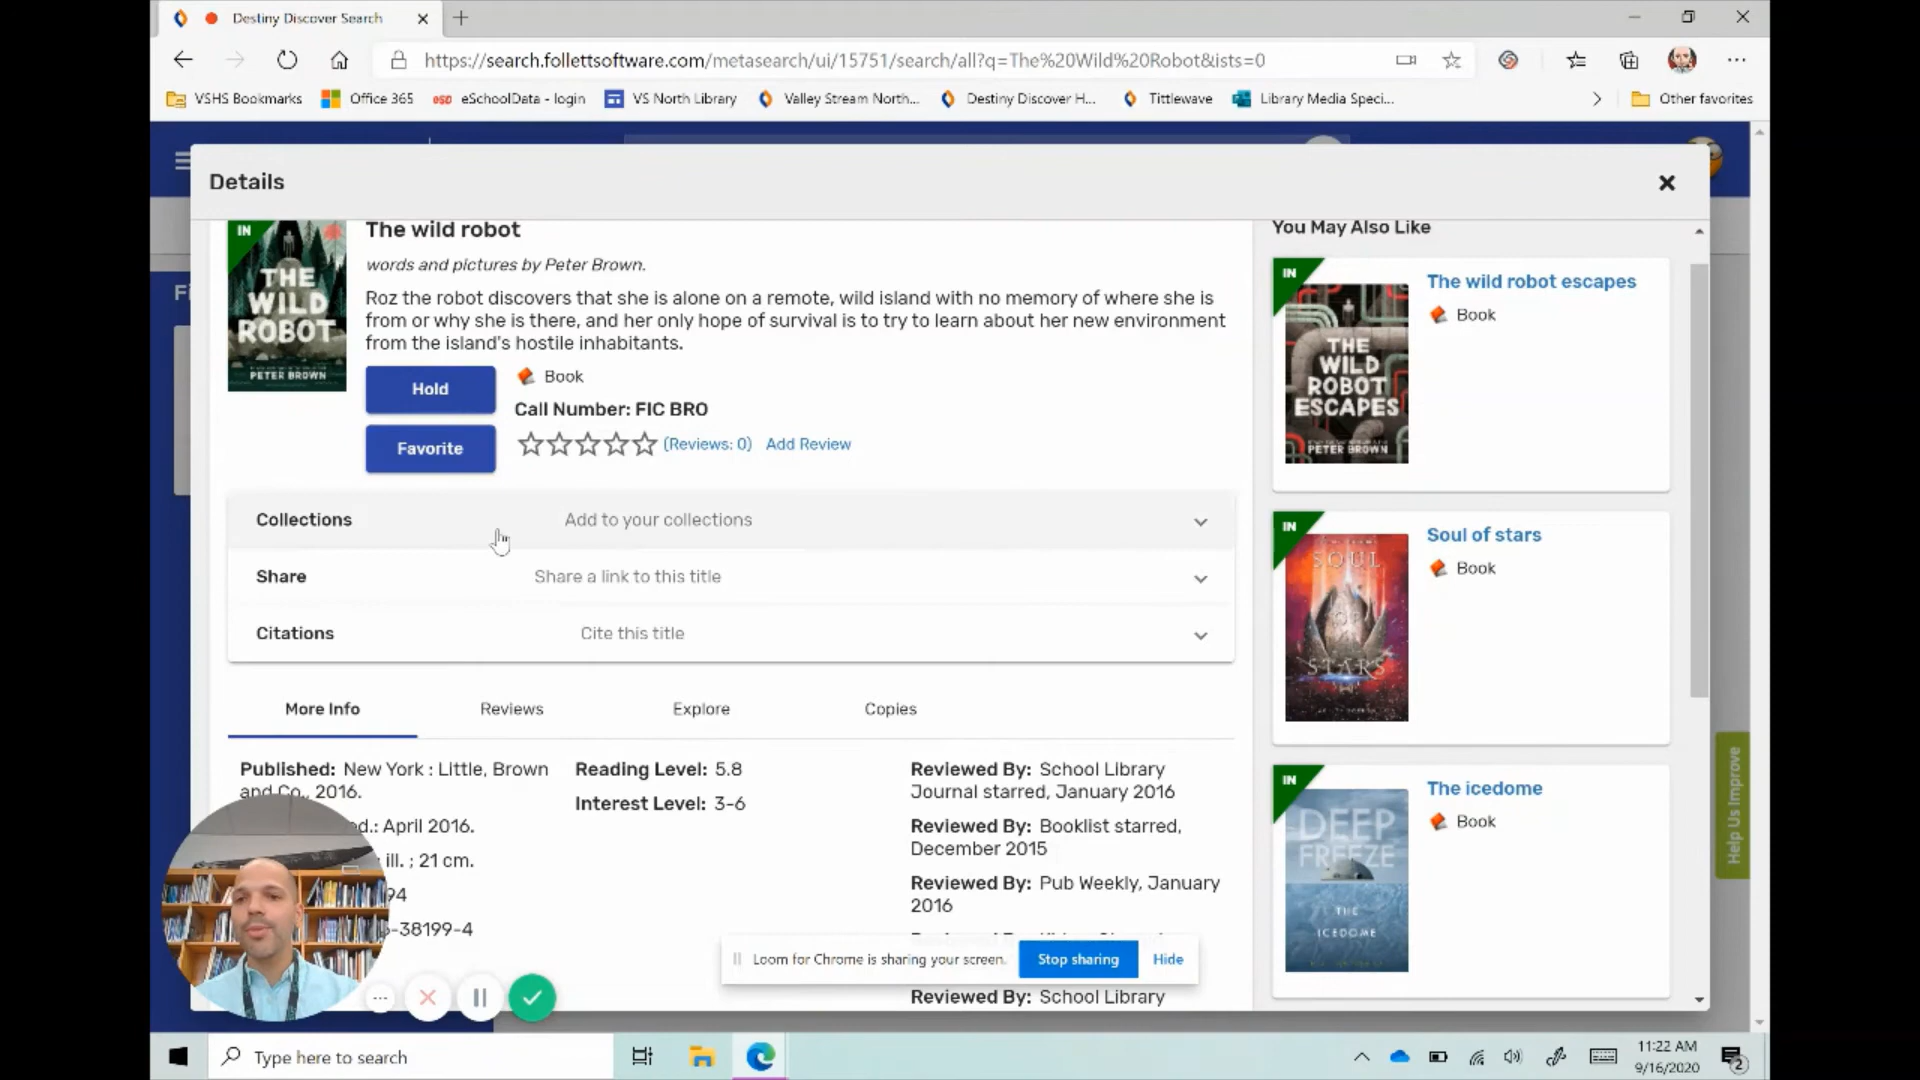 Destiny Discover Search
https://search.follettsoftware.com/metasearch/ui/15751/search/all?q=The%20Wild%20Robot&ists=0
VSHS Bookmarks
Office 365
esd eSchoolData - login
VS North Library
Valley Stream North...
Destiny Discover H...
Tittlewave
Library Media Speci...
Other favorites
Details
IN
THE
WILD
ROBOT
PETER BROWN
The wild robot
words and pictures by Peter Brown.
Roz the robot discovers that she is alone on a remote, wild island with no memory of where she is
from or why she is there, and her only hope of survival is to try to learn about her new environment
from the island's hostile inhabitants.
Hold
Book
Call Number: FIC BRO
Favorite
(Reviews: 0) Add Review
Collections Add to your collections
Share Share a link to this title
Citations Cite this title
More Info Reviews Explore Copies
Published: New York : Little, Brown
and Co., 2016.
ed.: April 2016.
ill. ; 21 cm.
94
-38199-4
Reading Level: 5.8
Interest Level: 3-6
Reviewed By: School Library
Journal starred, January 2016
Reviewed By: Booklist starred,
December 2015
Reviewed By: Pub Weekly, January
2016
Reviewed By: School Library
You May Also Like
IN
THE
WILD
ROBOT
ESCAPES
PETER BROWN
The wild robot escapes
Book
IN
SOUL
OF
STARS
Soul of stars
Book
IN
DEEP
FREEZE
THE
ICEDOME
The icedome
Book
Help Us Improve
Loom for Chrome is sharing your screen.
Stop sharing
Hide
Type here to search
11:22 AM
9/16/2020
2